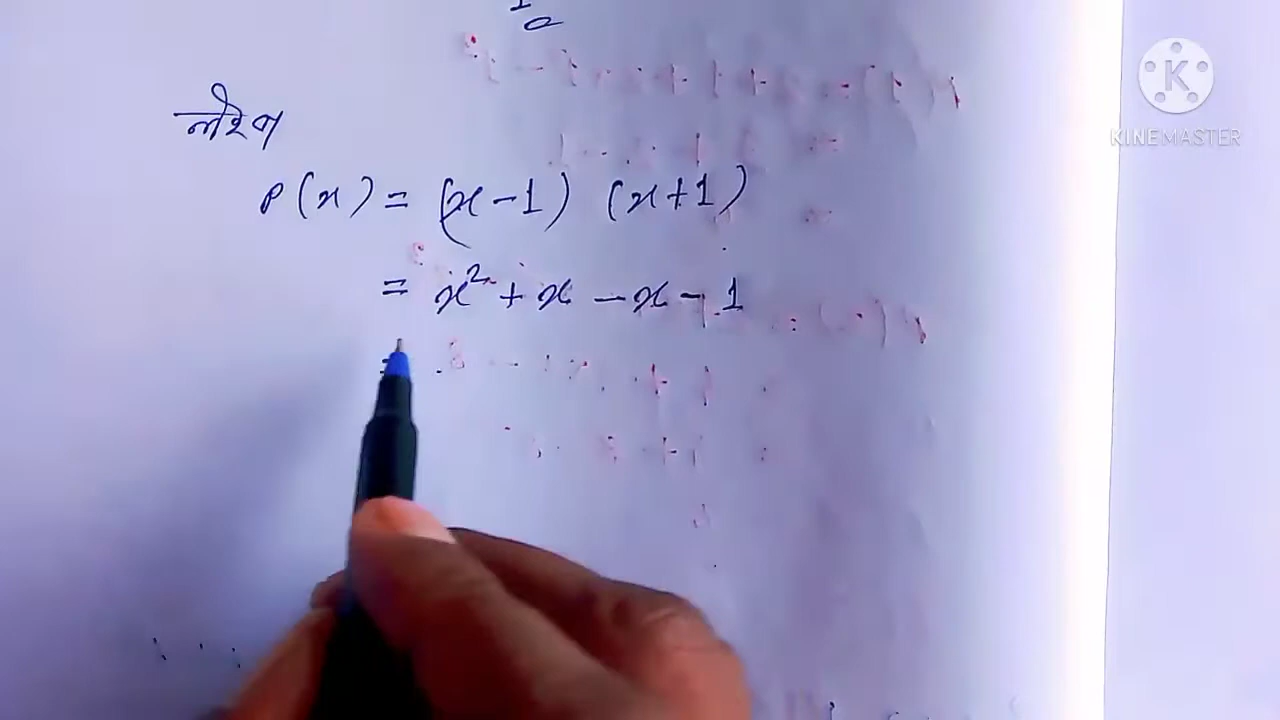 P(x) = (x-1) (x+1)
= x² + x - x - 1
=
KINEMASTER